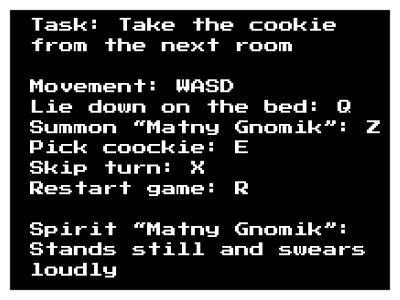 Task: Take the cookie
from the next room
Movement: WASD
Lie down on the bed: Q
Summon “Matny Gnomik”: Z
Pick coockie: E
Skip turn: X
Restart game: R
Spirit “Matny Gnomik”:
Stands still and swears
loudly